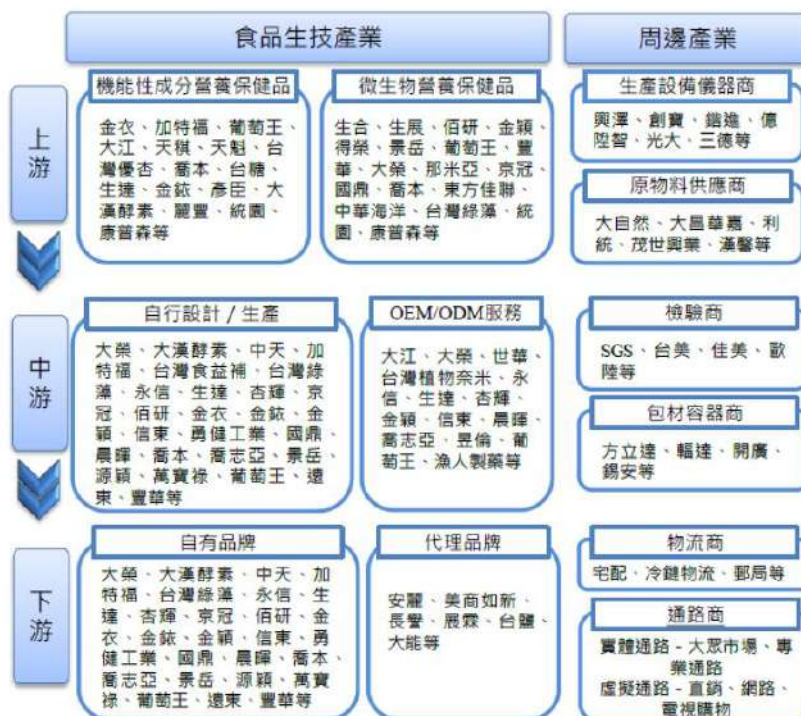 食品生技產業
周邊產業
上游
機能性成分營養保健品
金衣、加特福、葡萄王、
大江、天稘、天魁、台
灣優杏、喬本、台糖、
生達、金銥、彥臣、大
漢酵素、麗豐、統園、
康普森等
微生物營養保健品
生合、生展、佰研、金穎、
得榮、景岳、葡萄王、豐
華、大榮、那米亞、京冠、
國鼎、喬本、東方佳聯、
中華海洋、台灣綠藻、統
園、康普森等
生產設備儀器商
興澤、創寶、鍇進、億
陞智、光大、三德等
原物料供應商
大自然、大昌華嘉、利
統、茂世興業、漢馨等
中游
自行設計／生產
大榮、大漢酵素、中天、加
特福、台灣食益補、台灣綠
藻、永信、生達、杏輝、京
冠、佰研、金衣、金銥、金
穎、信東、勇健工業、國鼎、
晨暉、喬本、喬志亞、景岳、
源穎、萬寶祿、葡萄王、遠
東、豐華等
OEM/ODM服務
大江、大榮、世華、
台灣植物奈米、永
信、生達、杏輝、
金穎、信東、晨暉、
喬志亞、昱倫、葡
萄王、漁人製藥等
檢驗商
SGS、台美、佳美、歐
陸等
包材容器商
方立達、輻達、開廣、
錫安等
下游
自有品牌
大榮、大漢酵素、中天、加
特福、台灣綠藻、永信、生
達、杏輝、京冠、佰研、金
衣、金銥、金穎、信東、勇
健工業、國鼎、晨暉、喬本、
喬志亞、景岳、源穎、萬寶
祿、葡萄王、遠東、豐華等
代理品牌
安麗、美商如新、
長譽、展霖、台鹽、
大能等
物流商
宅配、冷鏈物流、郵局等
通路商
實體通路 - 大眾市場、專
業通路
虛擬通路 - 直銷、網路、
電視購物